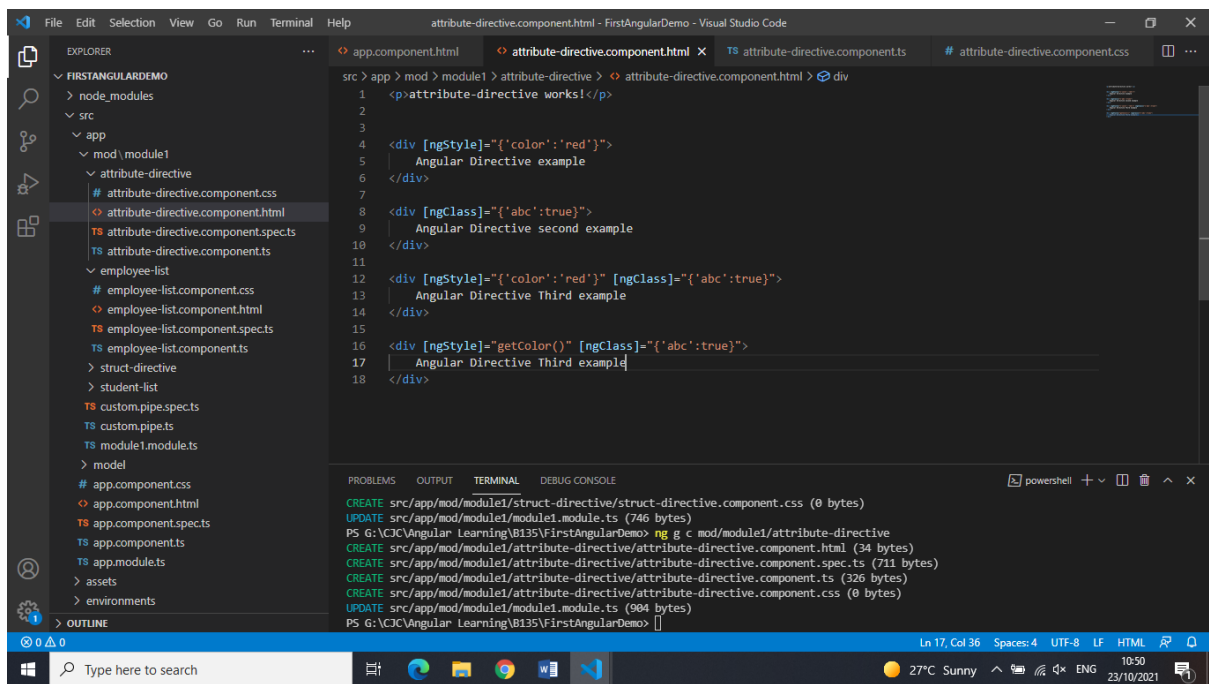 File Edit Selection View Go Run Terminal Help
attribute-directive.component.html - FirstAngularDemo - Visual Studio Code
EXPLORER
FIRSTANGULARDEMO
> node_modules
src
app
mod\module1
attribute-directive
# attribute-directive.component.css
<> attribute-directive.component.html
TS attribute-directive.component.spec.ts
TS attribute-directive.component.ts
employee-list
# employee-list.component.css
<> employee-list.component.html
TS employee-list.component.spec.ts
TS employee-list.component.ts
> struct-directive
> student-list
TS custom.pipe.spec.ts
TS custom.pipe.ts
TS module1.module.ts
> model
# app.component.css
<> app.component.html
TS app.component.spec.ts
TS app.component.ts
TS app.module.ts
> assets
> environments
> OUTLINE
<> app.component.html <> attribute-directive.component.html TS attribute-directive.component.ts # attribute-directive.component.css
src > app > mod > module1 > attribute-directive > <> attribute-directive.component.html > div
1 <p>attribute-directive works!</p>
2
3
4 <div [ngStyle]="{'color':'red'}">
5 Angular Directive example
6 </div>
7
8 <div [ngClass]="{'abc':true}">
9 Angular Directive second example
10 </div>
11
12 <div [ngStyle]="{'color':'red'}" [ngClass]="{'abc':true}">
13 Angular Directive Third example
14 </div>
15
16 <div [ngStyle]="getColor()" [ngClass]="{'abc':true}">
17 Angular Directive Third example
18 </div>
PROBLEMS OUTPUT TERMINAL DEBUG CONSOLE
powershell
CREATE src/app/mod/module1/struct-directive/struct-directive.component.css (0 bytes)
UPDATE src/app/mod/module1/module1.module.ts (746 bytes)
PS G:\CJC\Angular Learning\B135\FirstAngularDemo> ng g c mod/module1/attribute-directive
CREATE src/app/mod/module1/attribute-directive/attribute-directive.component.html (34 bytes)
CREATE src/app/mod/module1/attribute-directive/attribute-directive.component.spec.ts (711 bytes)
CREATE src/app/mod/module1/attribute-directive/attribute-directive.component.ts (326 bytes)
CREATE src/app/mod/module1/attribute-directive/attribute-directive.component.css (0 bytes)
UPDATE src/app/mod/module1/module1.module.ts (904 bytes)
PS G:\CJC\Angular Learning\B135\FirstAngularDemo>
1
0 0
Ln 17, Col 36 Spaces: 4 UTF-8 LF HTML
Type here to search
27°C Sunny ENG
10:50
23/10/2021
1